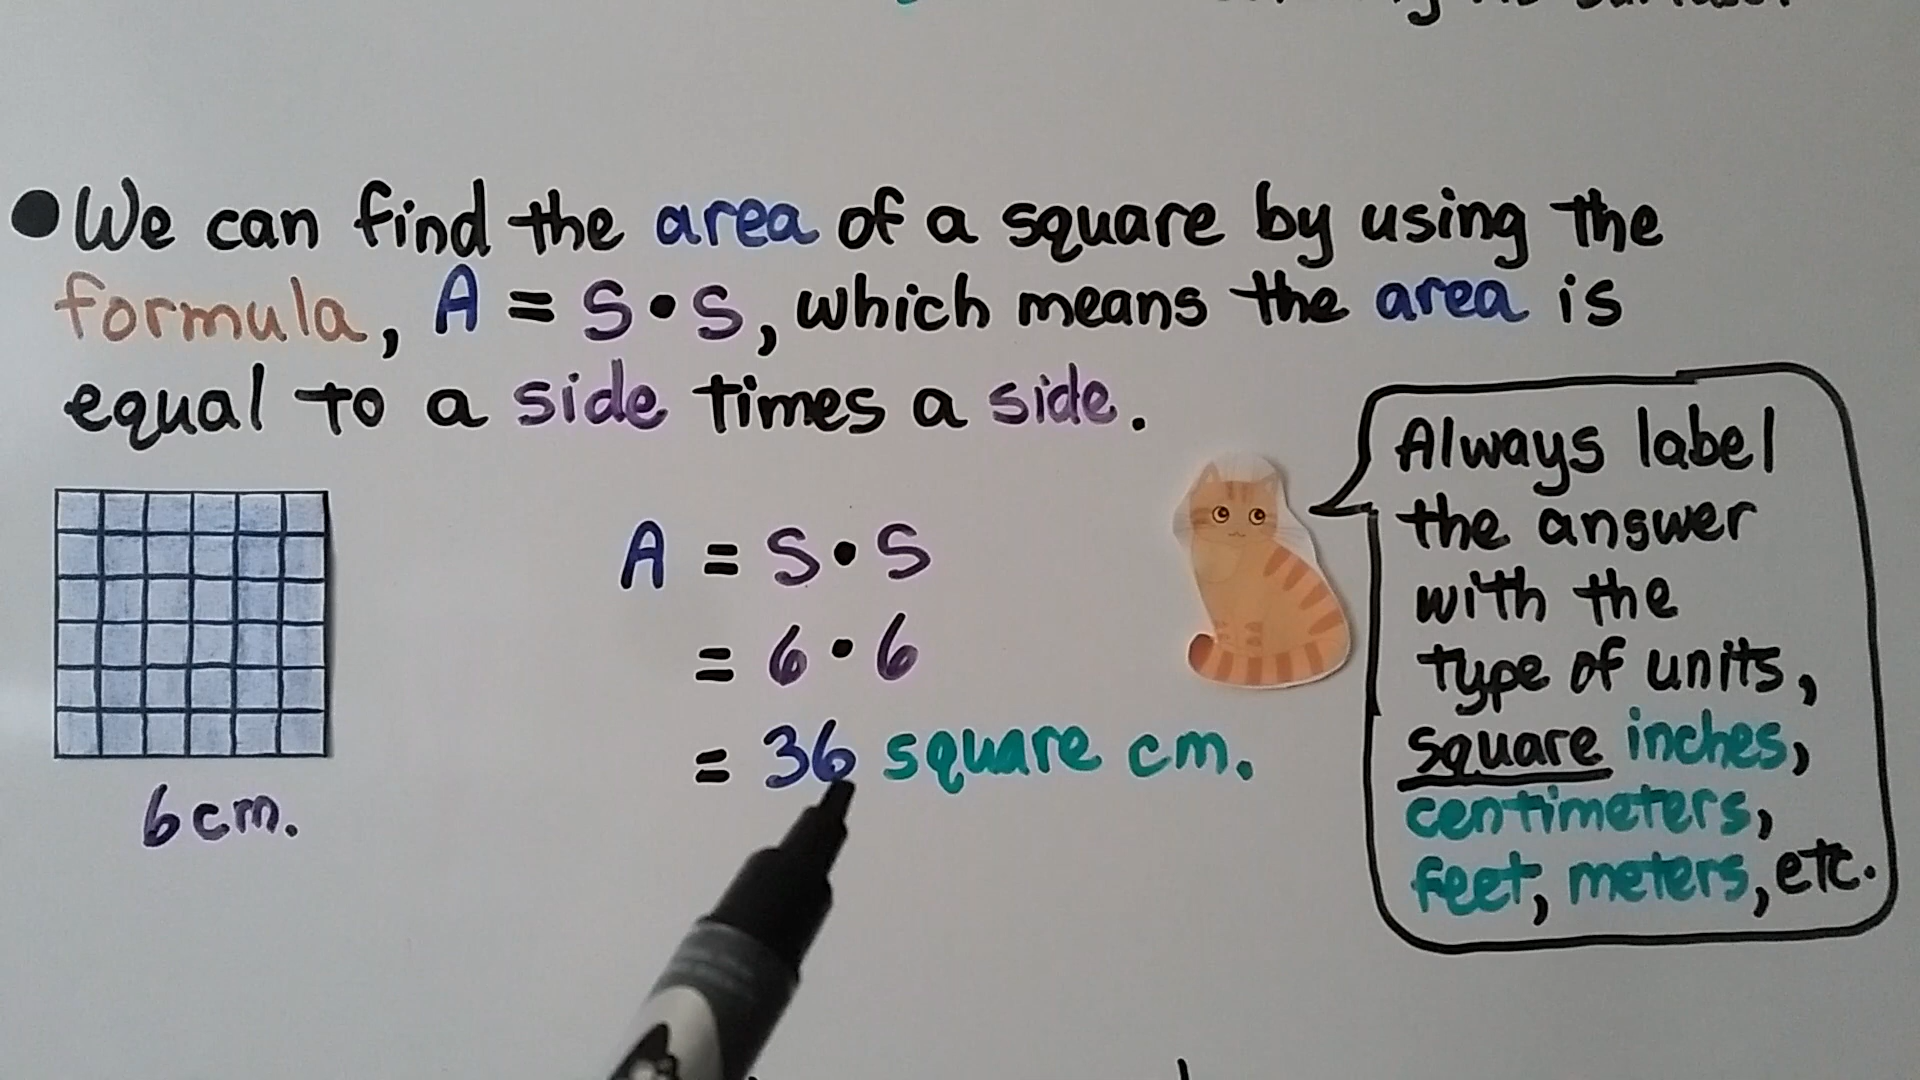 surface.
•We can find the area of a square by using the
formula, A = s•s, which means the area is
equal to a side times a side.
6cm.
A = s•s
= 6•6
= 36 square cm.
Always label
the answer
with the
type of units,
square inches,
centimeters,
feet, meters, etc.